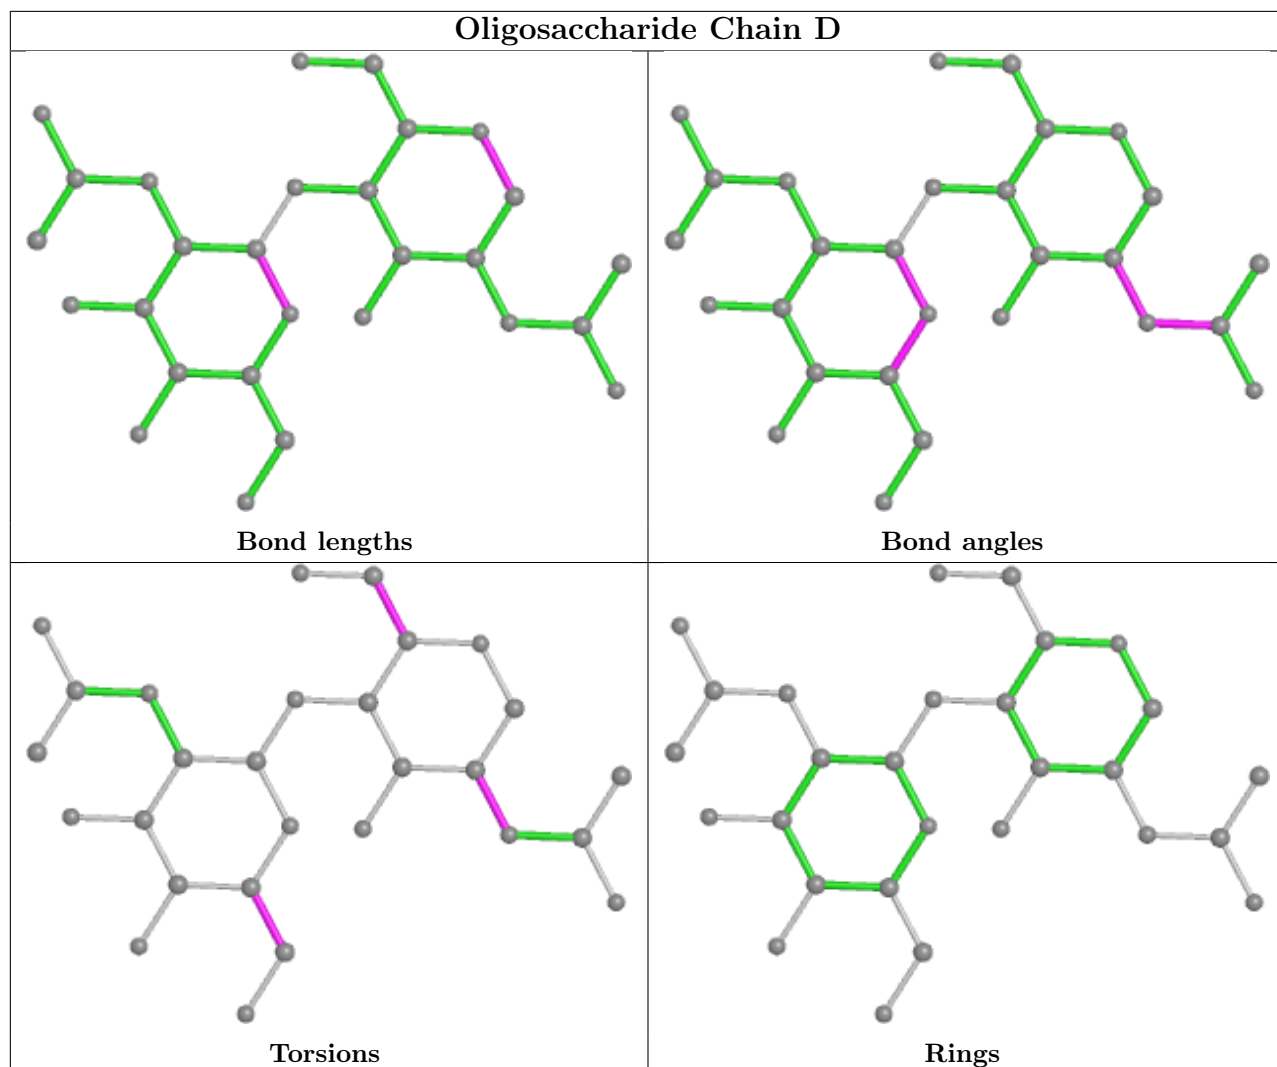 Oligosaccharide Chain D
Bond lengths
Bond angles
Torsions
Rings